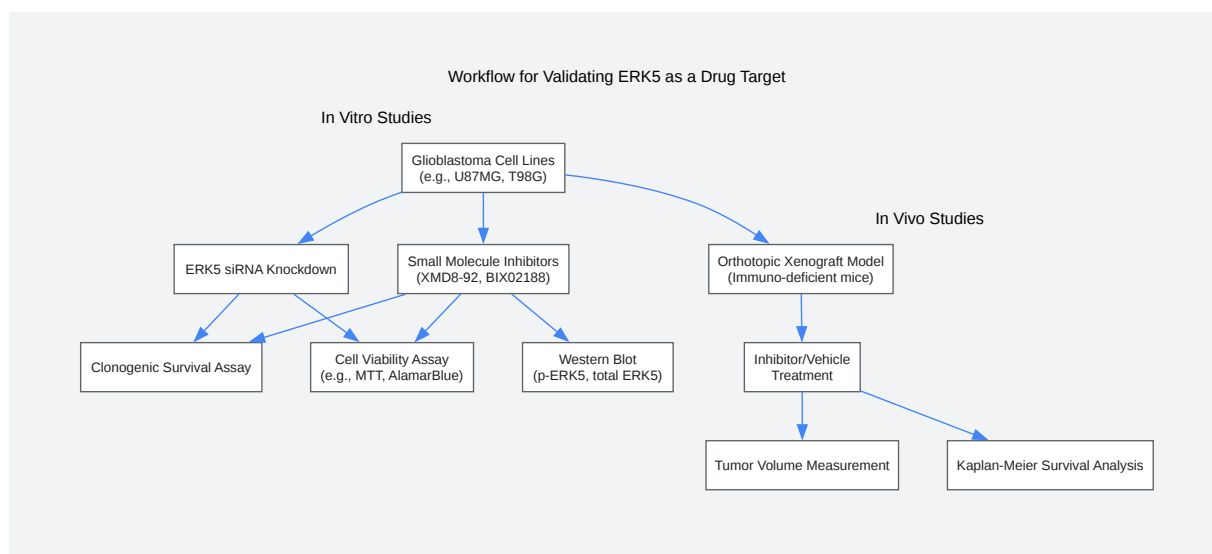 Workflow for Validating ERK5 as a Drug Target
In Vitro Studies
Glioblastoma Cell Lines
(e.g., U87MG, T98G)
In Vivo Studies
ERK5 siRNA Knockdown
Small Molecule Inhibitors
(XMD8-92, BIX02188)
Orthotopic Xenograft Model
(Immuno-deficient mice)
Clonogenic Survival Assay
Cell Viability Assay
(e.g., MTT, AlamarBlue)
Western Blot
(p-ERK5, total ERK5)
Inhibitor/Vehicle
Treatment
Tumor Volume Measurement
Kaplan-Meier Survival Analysis